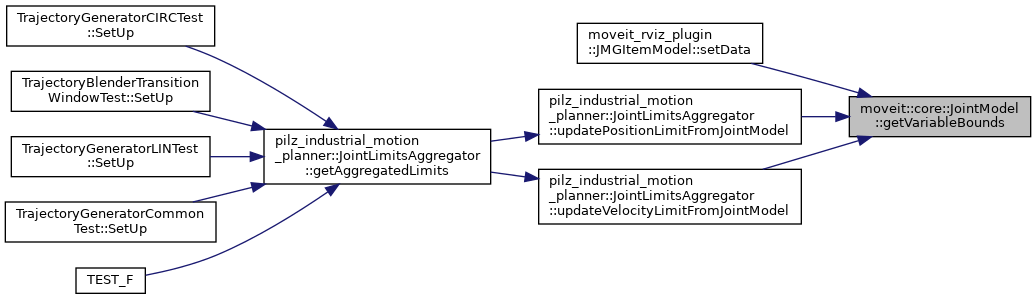 TrajectoryGeneratorCIRCTest
::SetUp
TrajectoryBlenderTransition
WindowTest::SetUp
TrajectoryGeneratorLINTest
::SetUp
TrajectoryGeneratorCommon
Test::SetUp
TEST_F
pilz_industrial_motion
_planner::JointLimitsAggregator
::getAggregatedLimits
moveit_rviz_plugin
::JMGItemModel::setData
pilz_industrial_motion
_planner::JointLimitsAggregator
::updatePositionLimitFromJointModel
pilz_industrial_motion
_planner::JointLimitsAggregator
::updateVelocityLimitFromJointModel
moveit::core::JointModel
::getVariableBounds